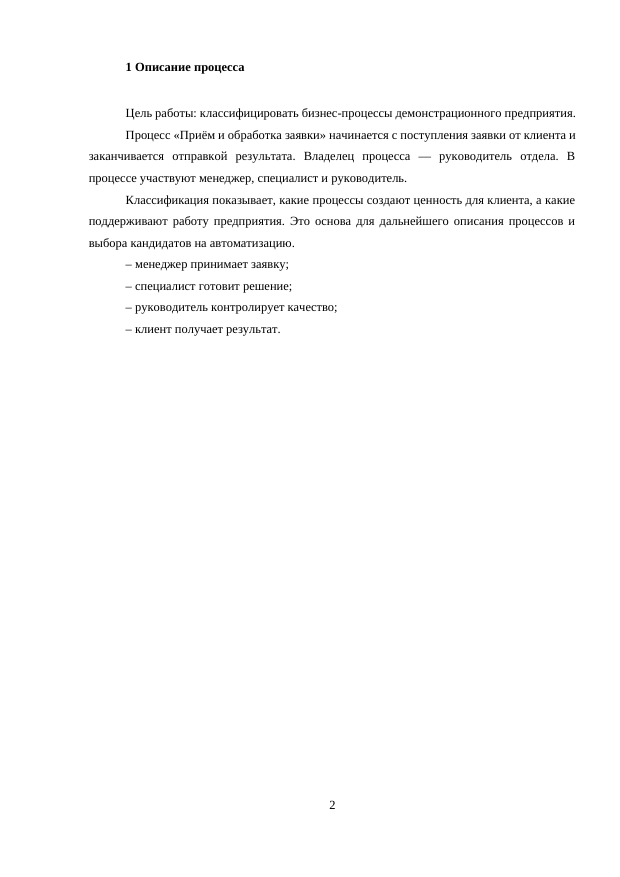 1 Описание процесса
Цель работы: классифицировать бизнес-процессы демонстрационного предприятия.
Процесс «Приём и обработка заявки» начинается с поступления заявки от клиента и
заканчивается отправкой результата. Владелец процесса — руководитель отдела. В
процессе участвуют менеджер, специалист и руководитель.
Классификация показывает, какие процессы создают ценность для клиента, а какие
поддерживают работу предприятия. Это основа для дальнейшего описания процессов и
выбора кандидатов на автоматизацию.
– менеджер принимает заявку;
– специалист готовит решение;
– руководитель контролирует качество;
– клиент получает результат.
2